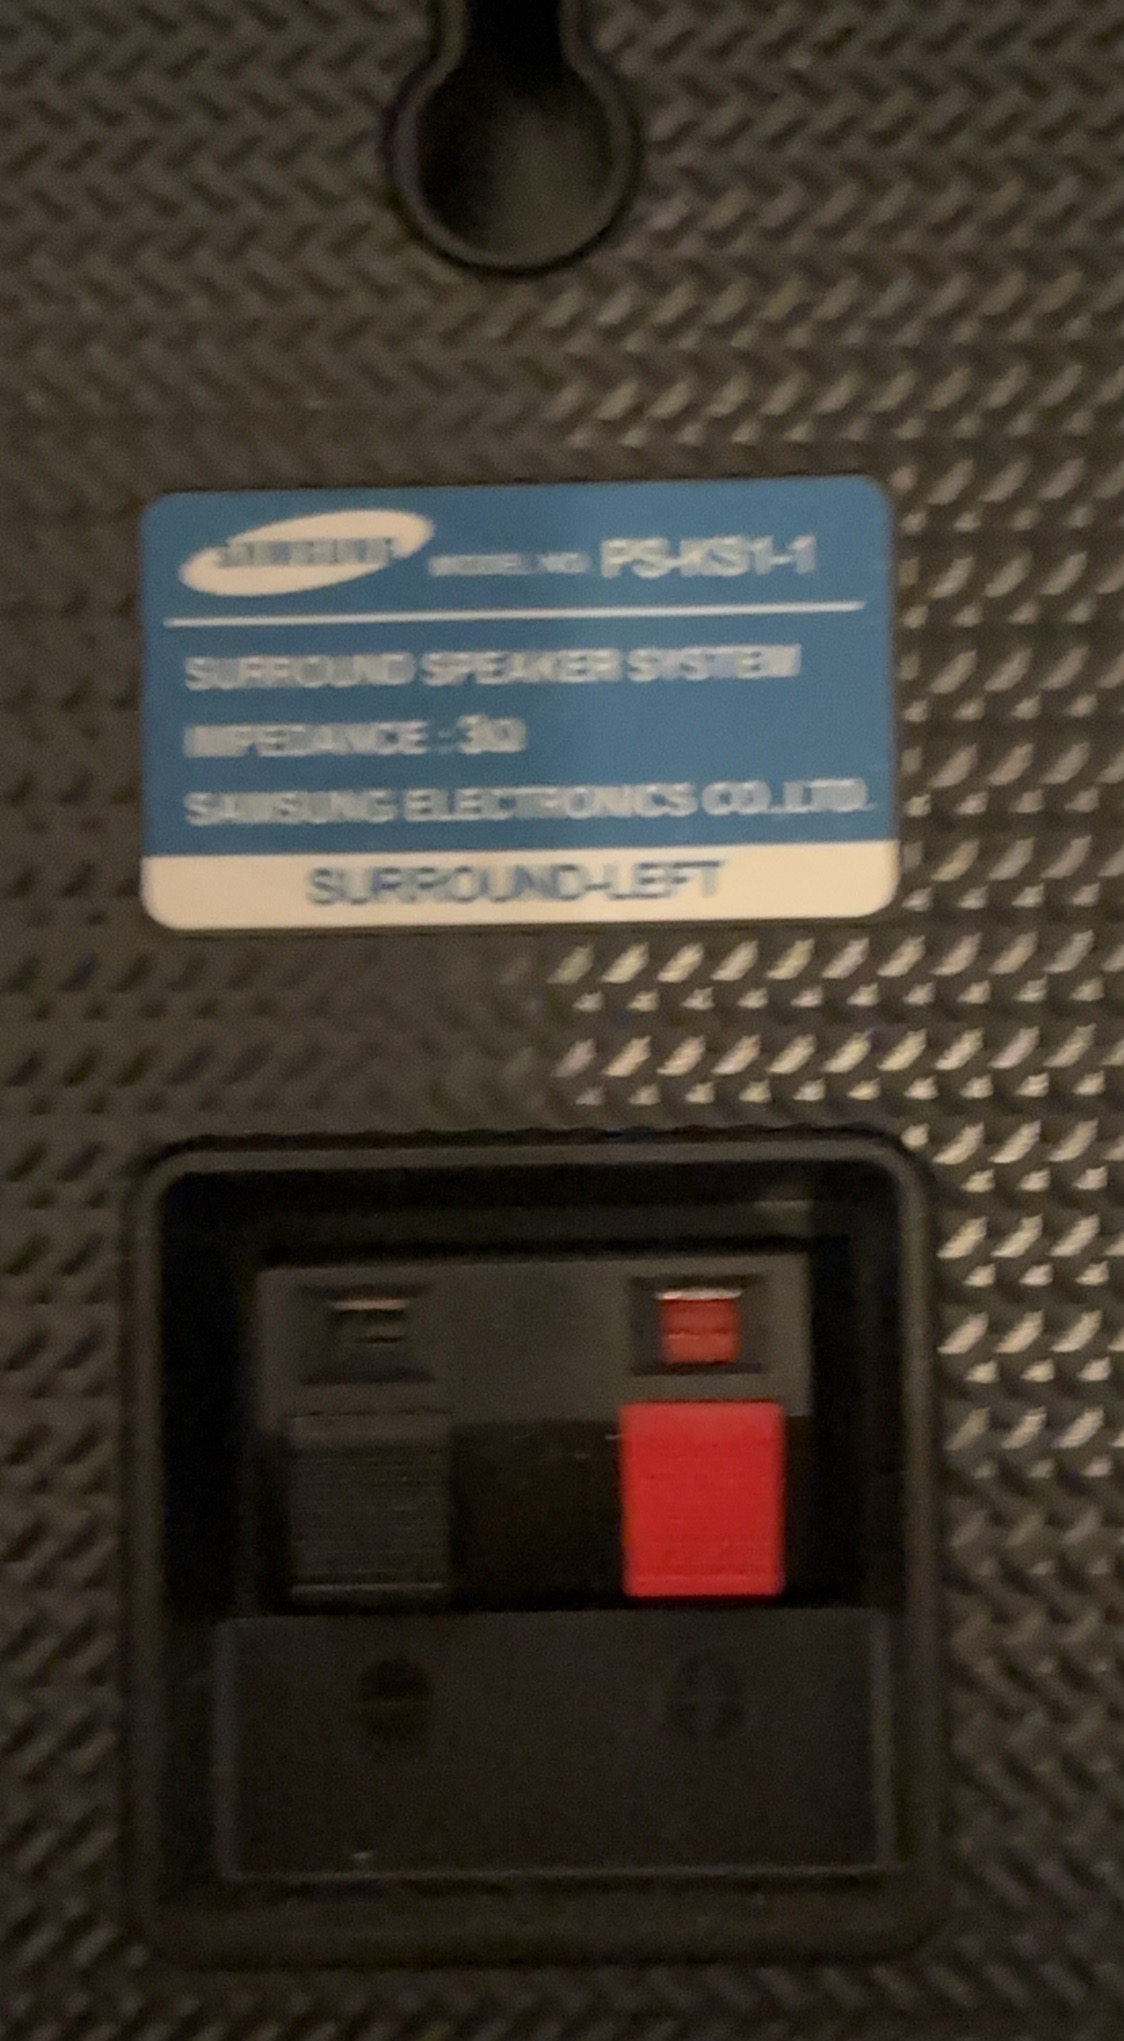 SAMSUNG MODEL NO. PS-KS1-1
SURROUND SPEAKER SYSTEM
IMPEDANCE : 3Ω
SAMSUNG ELECTRONICS CO.,LTD.
SURROUND-LEFT